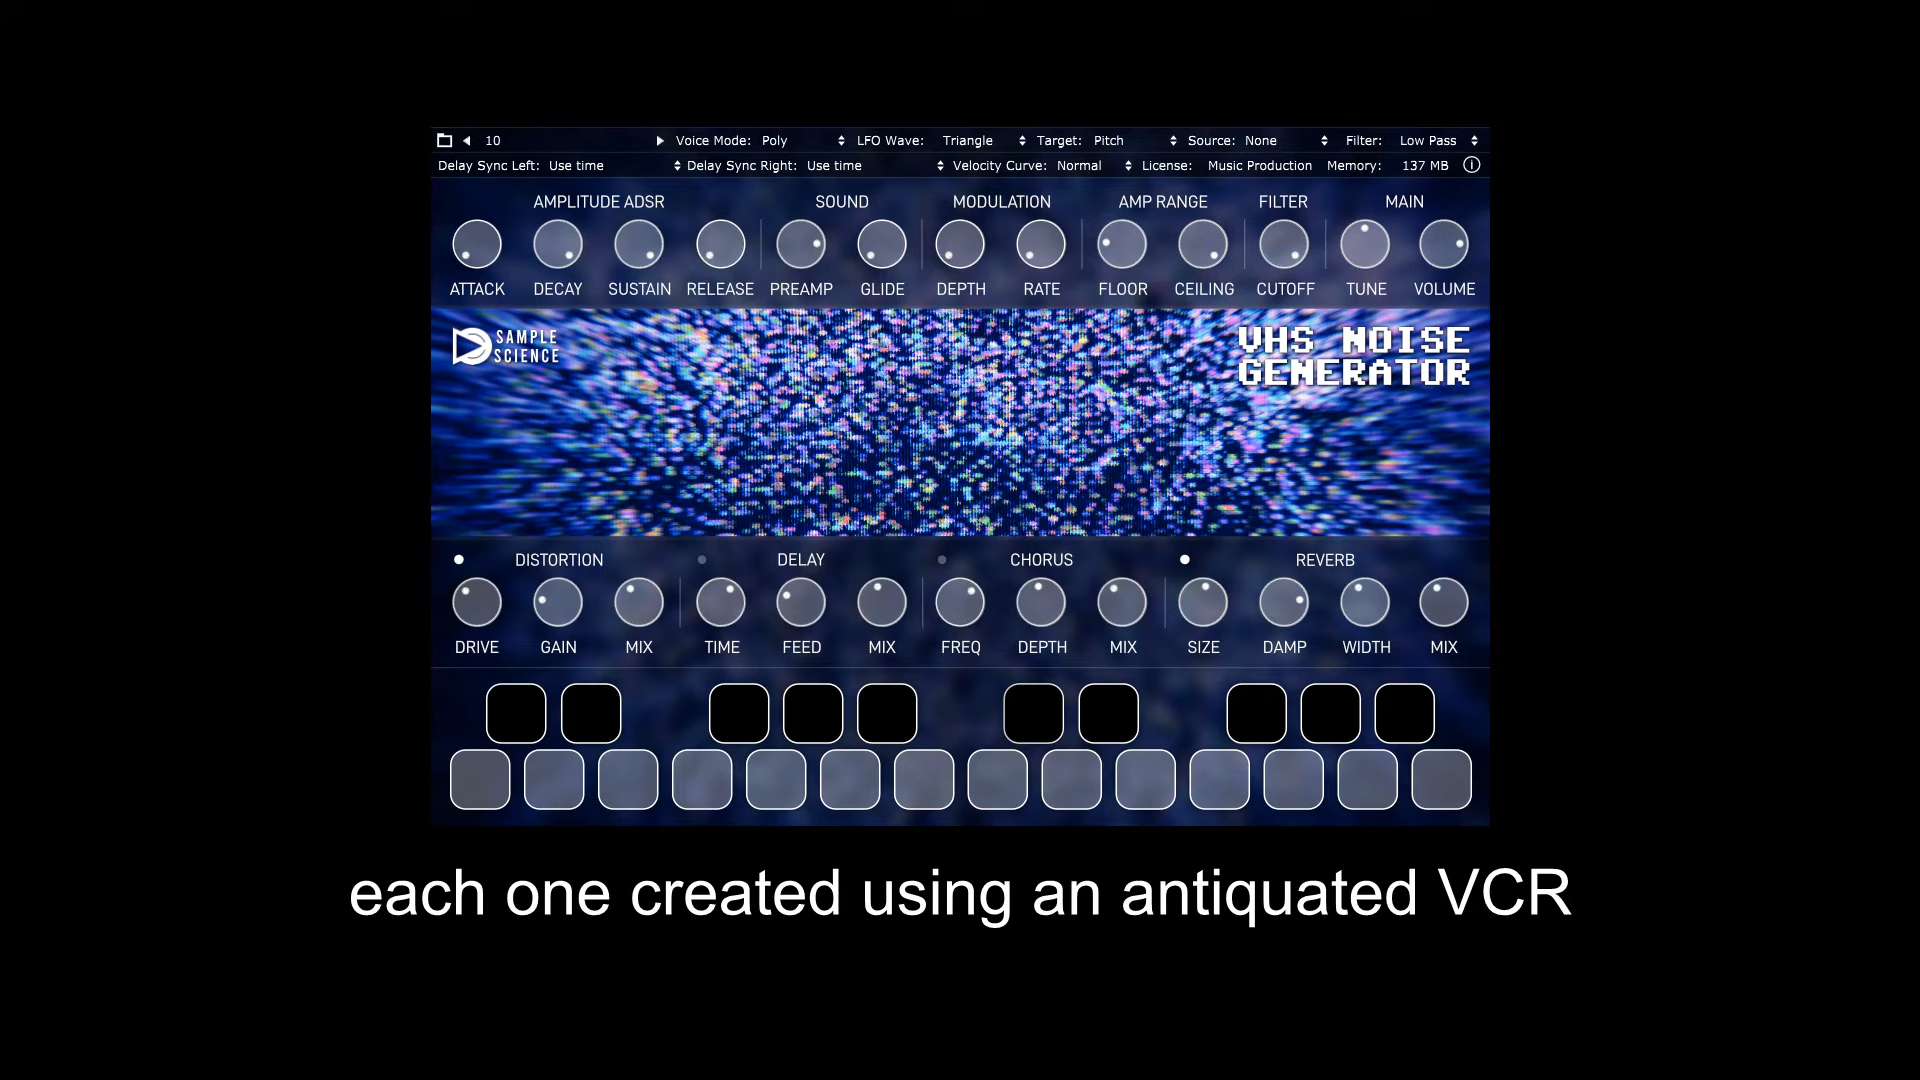 10 Voice Mode: Poly LFO Wave: Triangle Target: Pitch Source: None Filter: Low Pass
Delay Sync Left: Use time Delay Sync Right: Use time Velocity Curve: Normal License: Music Production Memory: 137 MB
AMPLITUDE ADSR SOUND MODULATION AMP RANGE FILTER MAIN
ATTACK DECAY SUSTAIN RELEASE PREAMP GLIDE DEPTH RATE FLOOR CEILING CUTOFF TUNE VOLUME
SAMPLE
SCIENCE
VHS NOISE
GENERATOR
DISTORTION DELAY CHORUS REVERB
DRIVE GAIN MIX TIME FEED MIX FREQ DEPTH MIX SIZE DAMP WIDTH MIX
each one created using an antiquated VCR